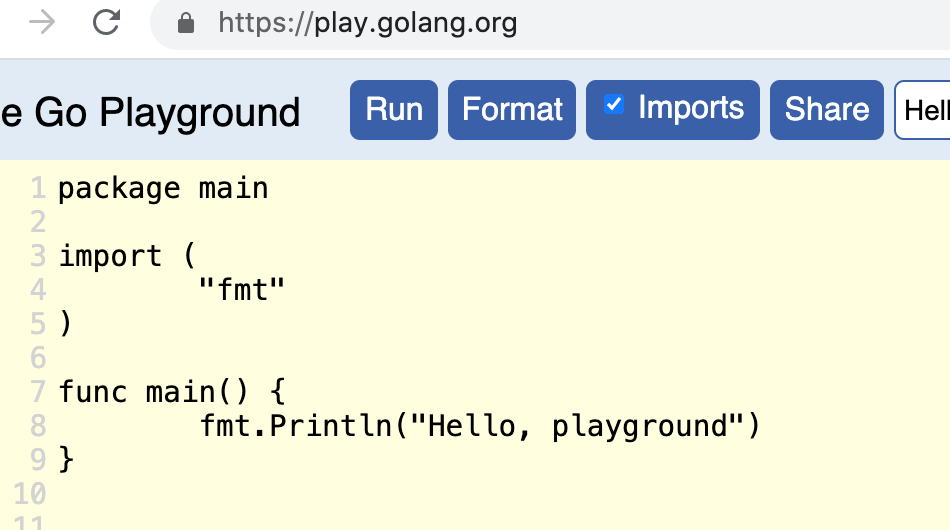 https://play.golang.org
e Go Playground Run Format Imports Share Hell
1 package main
2
3 import (
4 "fmt"
5 )
6
7 func main() {
8 fmt.Println("Hello, playground")
9 }
10
11